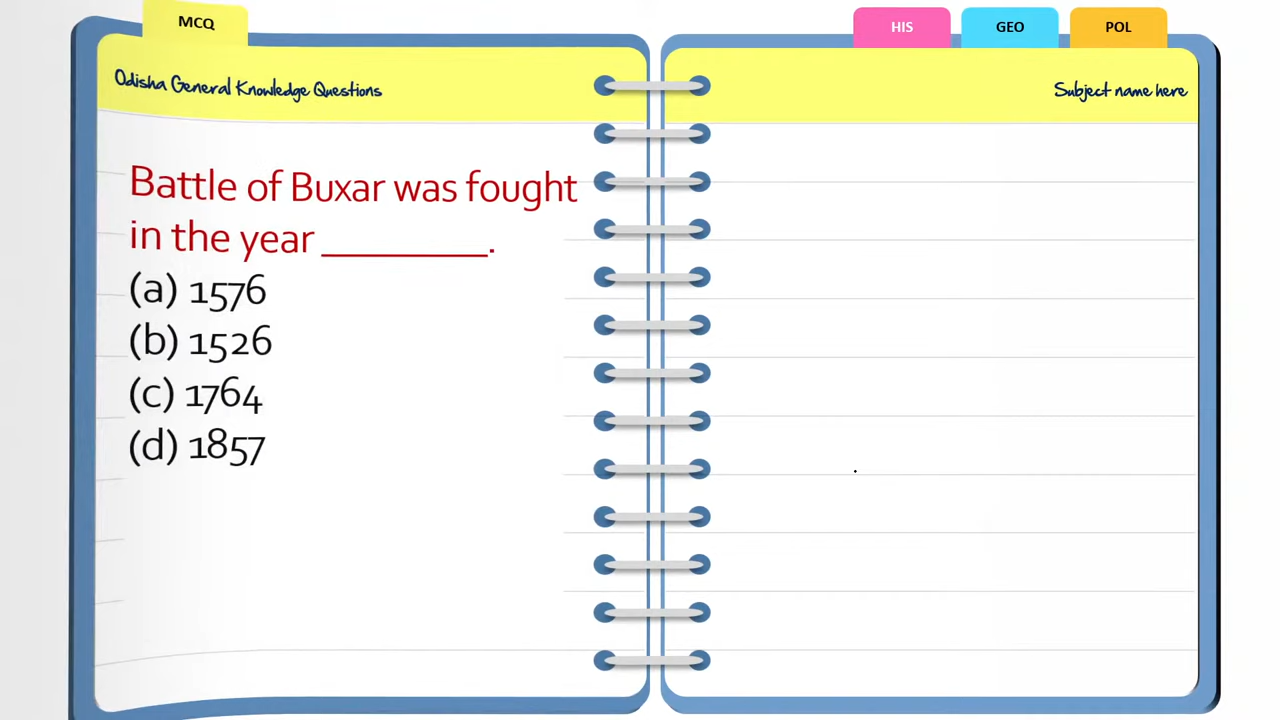 MCQ
HIS GEO POL
Odisha General Knowledge Questions
Subject name here
Battle of Buxar was fought
in the year ________.
(a) 1576
(b) 1526
(c) 1764
(d) 1857